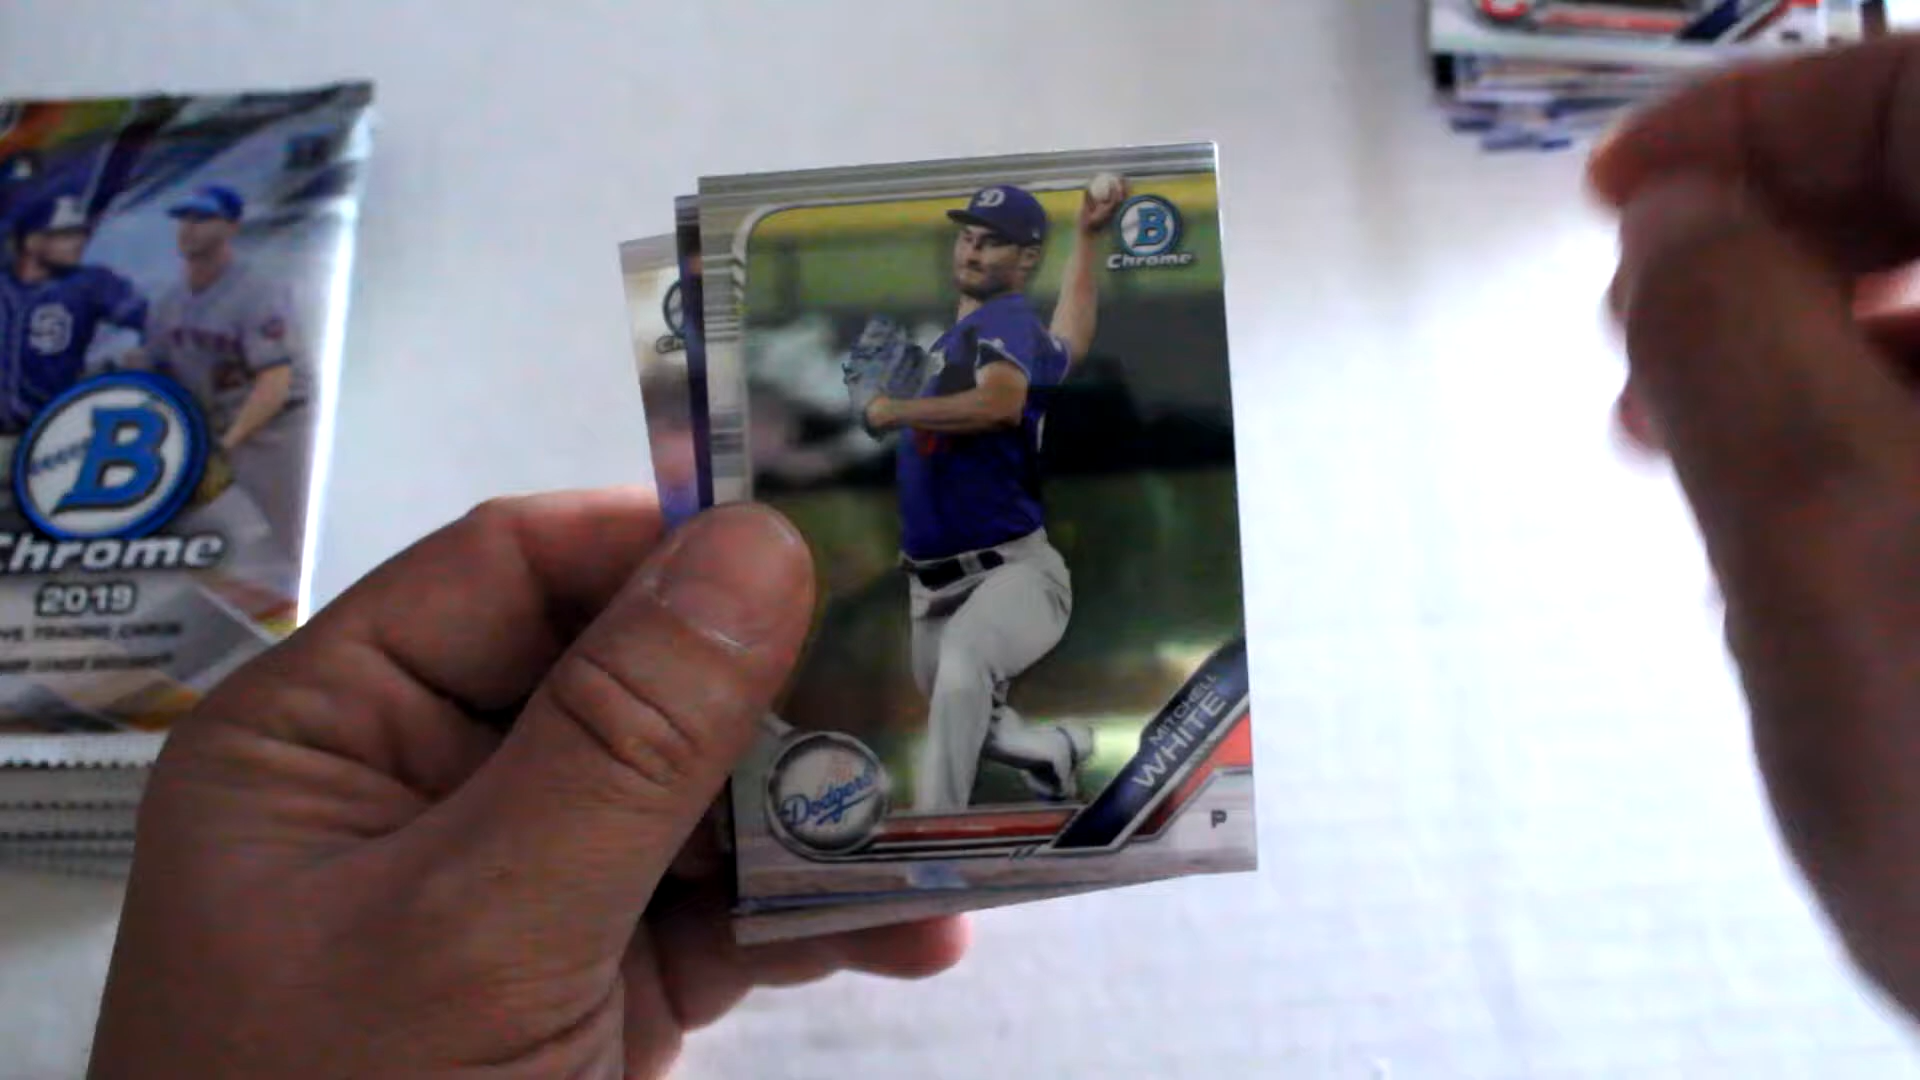 B
Chrome
2019
B
Chrome
MITCHELL
WHITE
Dodgers
P